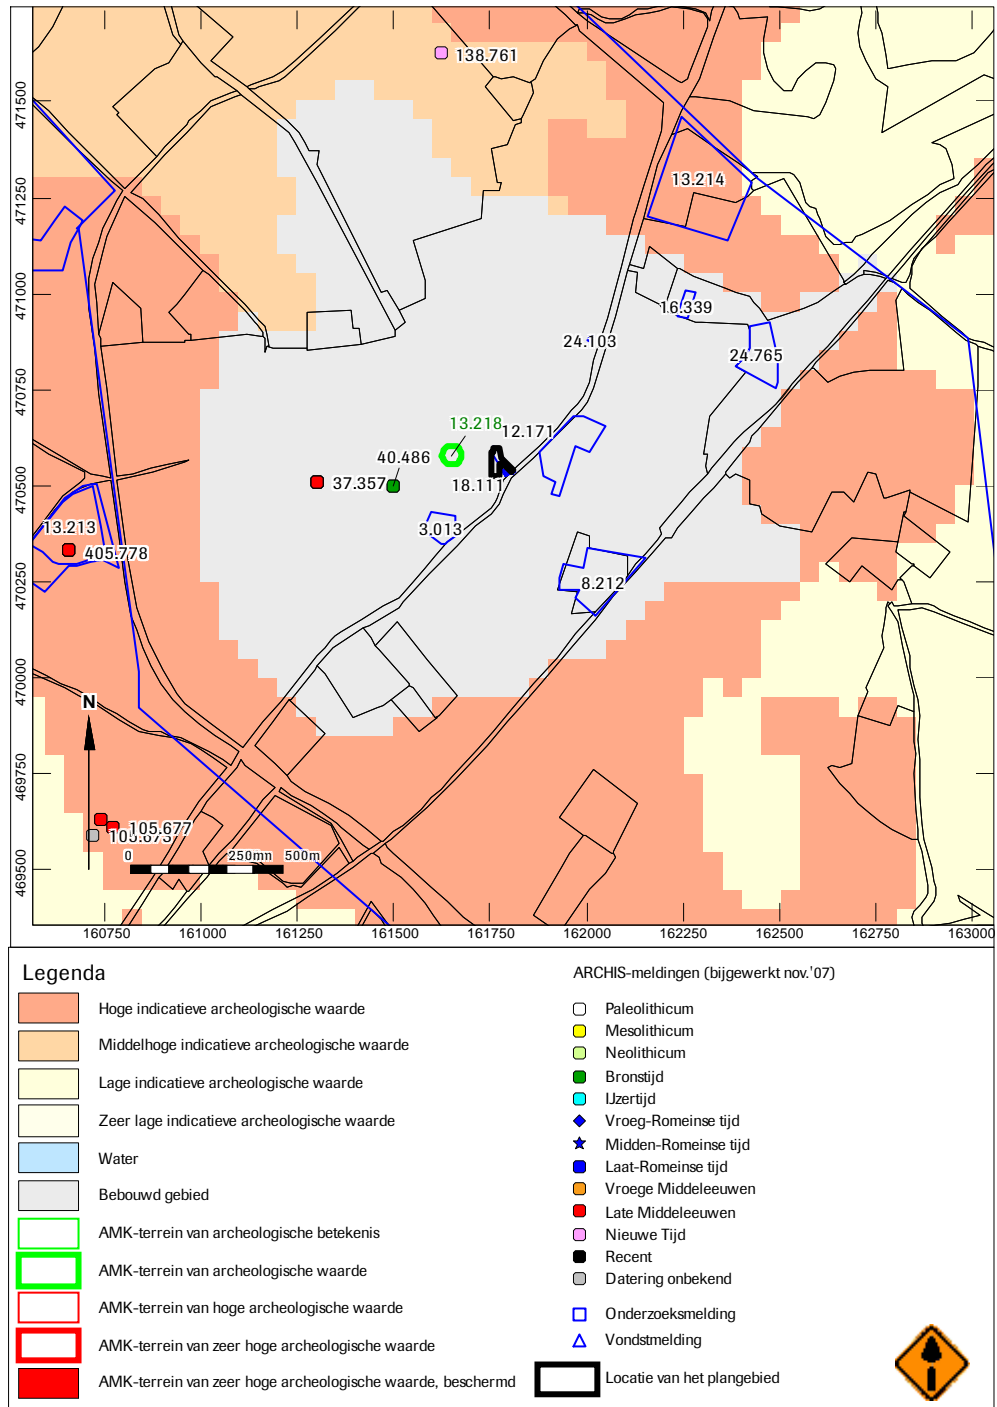 138.761
471500
13.214
471250
471000
16.339
24.103
24.765
470750
13.218
12.171
40.486
37.357
18.111
470500
13.213
3.013
405.778
8.212
470250
470000
N
469750
105.677
105.673
0 250mn 500m
469500
160750 161000 161250 161500 161750 162000 162250 162500 162750 163000
Legenda
Hoge indicatieve archeologische waarde
Middelhoge indicatieve archeologische waarde
Lage indicatieve archeologische waarde
Zeer lage indicatieve archeologische waarde
Water
Bebouwd gebied
AMK-terrein van archeologische betekenis
AMK-terrein van archeologische waarde
AMK-terrein van hoge archeologische waarde
AMK-terrein van zeer hoge archeologische waarde
AMK-terrein van zeer hoge archeologische waarde, beschermd
ARCHIS-meldingen (bijgewerkt nov.'07)
Paleolithicum
Mesolithicum
Neolithicum
Bronstijd
IJzertijd
Vroeg-Romeinse tijd
Midden-Romeinse tijd
Laat-Romeinse tijd
Vroege Middeleeuwen
Late Middeleeuwen
Nieuwe Tijd
Recent
Datering onbekend
Onderzoeksmelding
Vondstmelding
Locatie van het plangebied